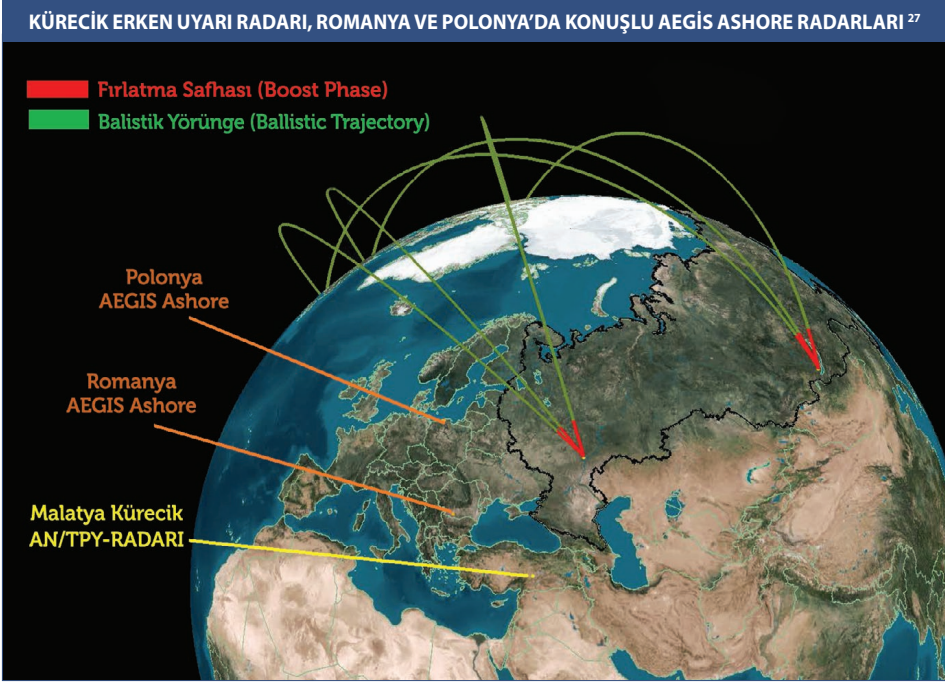 KÜRECİK ERKEN UYARI RADARI, ROMANYA VE POLONYA’DA KONUŞLU AEGİS ASHORE RADARLARI ²⁷
Fırlatma Safhası (Boost Phase)
Balistik Yörünge (Ballistic Trajectory)
Polonya
AEGIS Ashore
Romanya
AEGIS Ashore
Malatya Kürecik
AN/TPY-RADARI